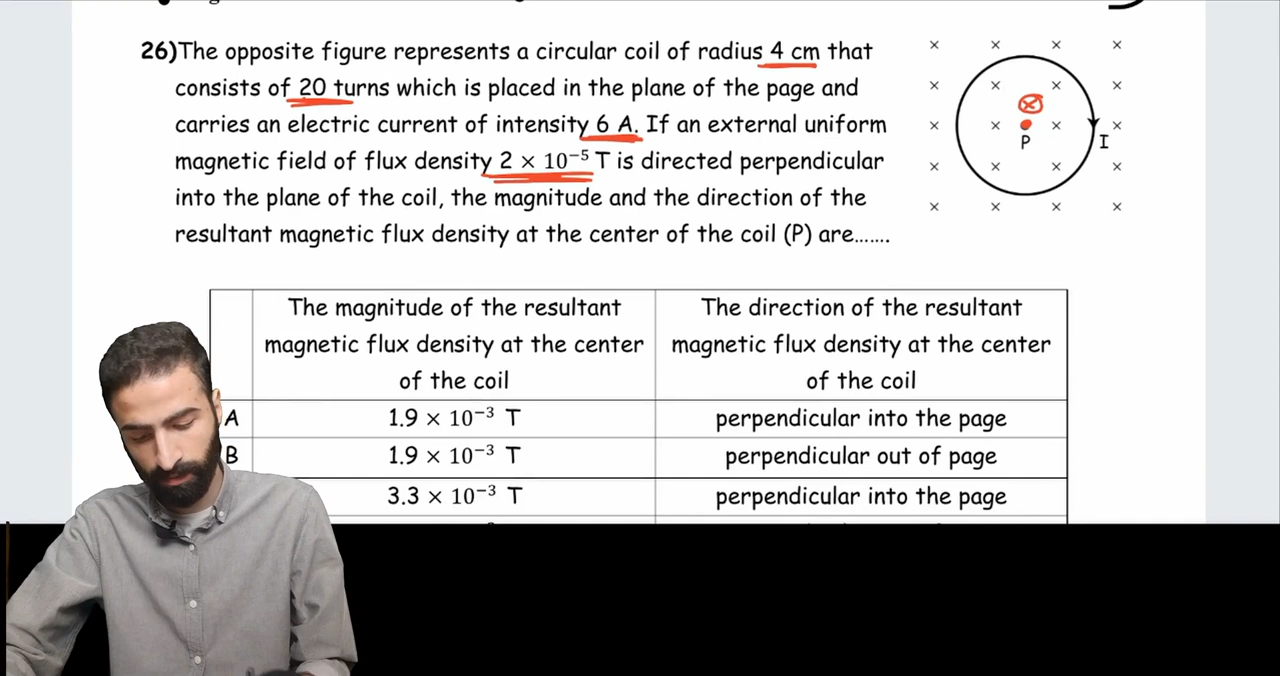 26)The opposite figure represents a circular coil of radius 4 cm that
consists of 20 turns which is placed in the plane of the page and
carries an electric current of intensity 6 A. If an external uniform
magnetic field of flux density 2 × 10⁻⁵ T is directed perpendicular
into the plane of the coil, the magnitude and the direction of the
resultant magnetic flux density at the center of the coil (P) are.......
× × × ×
× × × ×
× × × ×
P I
× × × ×
× × × ×
The magnitude of the resultant
magnetic flux density at the center
of the coil
The direction of the resultant
magnetic flux density at the center
of the coil
A 1.9 × 10⁻³ T perpendicular into the page
B 1.9 × 10⁻³ T perpendicular out of page
3.3 × 10⁻³ T perpendicular into the page